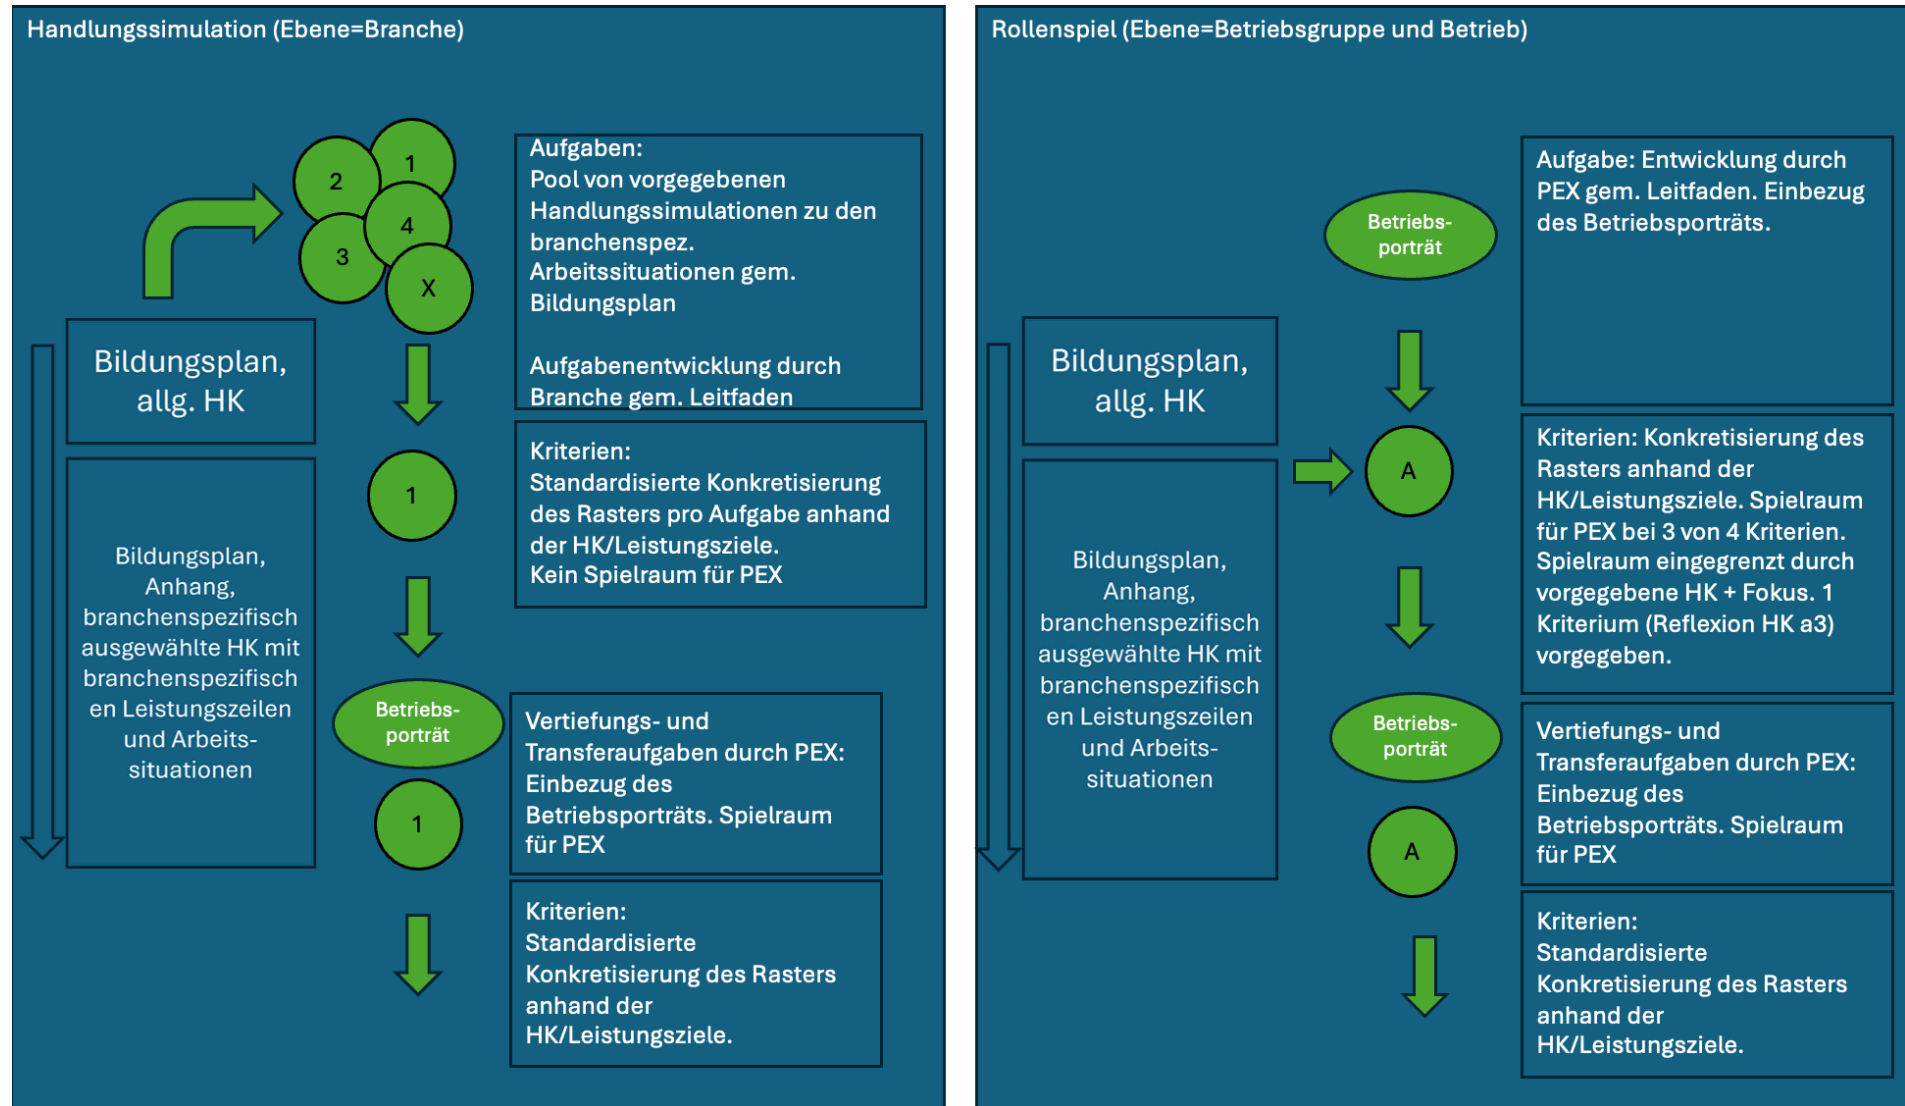 Handlungssimulation (Ebene=Branche)
1
2
4
3
X
Aufgaben:
Pool von vorgegebenen
Handlungssimulationen zu den
branchenspez.
Arbeitssituationen gem.
Bildungsplan
Aufgabenentwicklung durch
Branche gem. Leitfaden
Bildungsplan,
allg. HK
Kriterien:
Standardisierte Konkretisierung
des Rasters pro Aufgabe anhand
der HK/Leistungsziele.
Kein Spielraum für PEX
1
Bildungsplan,
Anhang,
branchenspezifisch
ausgewählte HK mit
branchenspezifisch
en Leistungszeilen
und Arbeits-
situationen
Betriebs-
porträt
1
Vertiefungs- und
Transferaufgaben durch PEX:
Einbezug des
Betriebsporträts. Spielraum
für PEX
Kriterien:
Standardisierte
Konkretisierung des Rasters
anhand der
HK/Leistungsziele.
Rollenspiel (Ebene=Betriebsgruppe und Betrieb)
Betriebs-
porträt
Aufgabe: Entwicklung durch
PEX gem. Leitfaden. Einbezug
des Betriebsporträts.
Bildungsplan,
allg. HK
A
Kriterien: Konkretisierung des
Rasters anhand der
HK/Leistungsziele. Spielraum
für PEX bei 3 von 4 Kriterien.
Spielraum eingegrenzt durch
vorgegebene HK + Fokus. 1
Kriterium (Reflexion HK a3)
vorgegeben.
Bildungsplan,
Anhang,
branchenspezifisch
ausgewählte HK mit
branchenspezifisch
en Leistungszeilen
und Arbeits-
situationen
Betriebs-
porträt
A
Vertiefungs- und
Transferaufgaben durch PEX:
Einbezug des
Betriebsporträts. Spielraum
für PEX
Kriterien:
Standardisierte
Konkretisierung des Rasters
anhand der
HK/Leistungsziele.